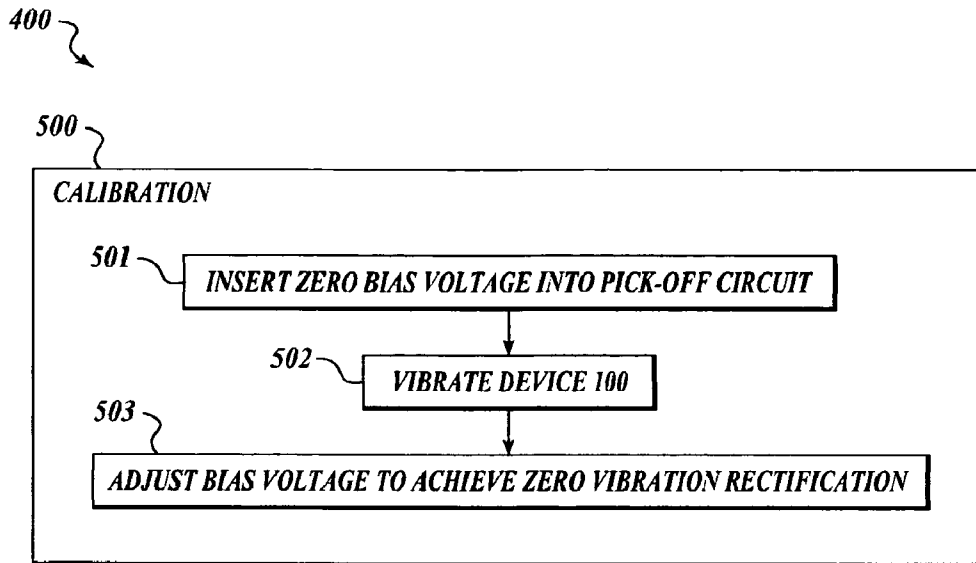 400
500
CALIBRATION
501
INSERT ZERO BIAS VOLTAGE INTO PICK-OFF CIRCUIT
502
VIBRATE DEVICE 100
503
ADJUST BIAS VOLTAGE TO ACHIEVE ZERO VIBRATION RECTIFICATION